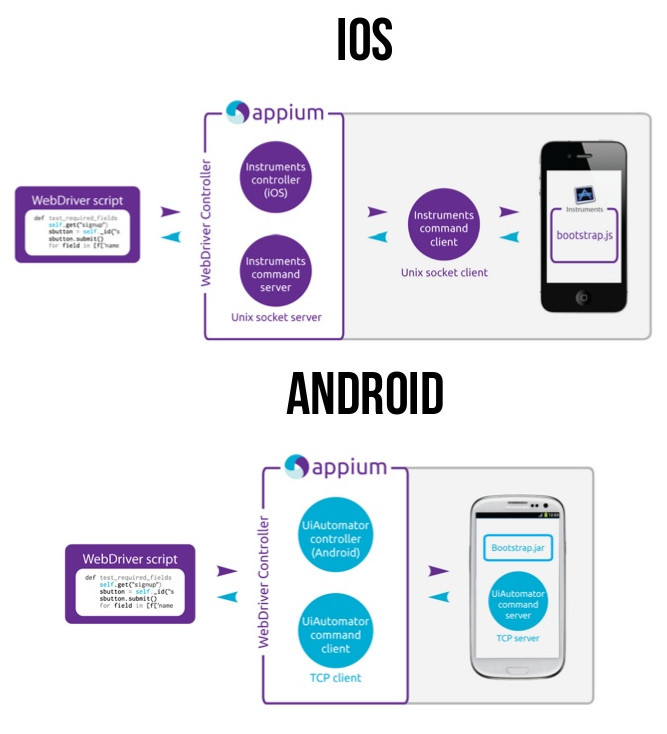 IOS
appium
WebDriver script
def test_required_fields
self.get("signup")
sbutton = self._id("s
sbutton.submit()
for field in [f['name
WebDriver Controller
Instruments
controller
(iOS)
Instruments
command
server
Unix socket server
Instruments
command
client
Unix socket client
Instruments
bootstrap.js
ANDROID
appium
WebDriver script
def test_required_fields
self.get("signup")
sbutton = self._id("s
sbutton.submit()
for field in [f['name
WebDriver Controller
UiAutomator
controller
(Android)
UiAutomator
command
client
TCP client
Bootstrap.jar
UiAutomator
command
server
TCP server